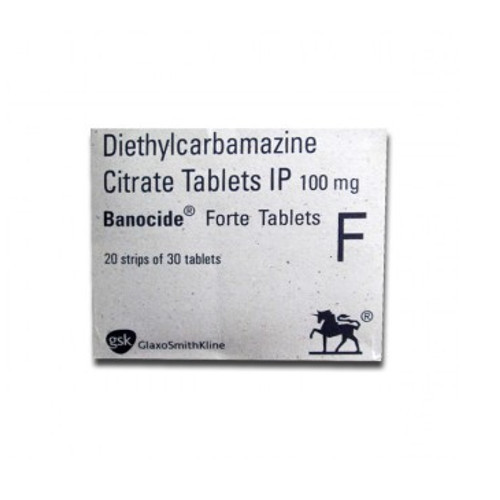 Diethylcarbamazine
Citrate Tablets IP 100 mg
Banocide® Forte Tablets
F
20 strips of 30 tablets
®
gsk GlaxoSmithKline